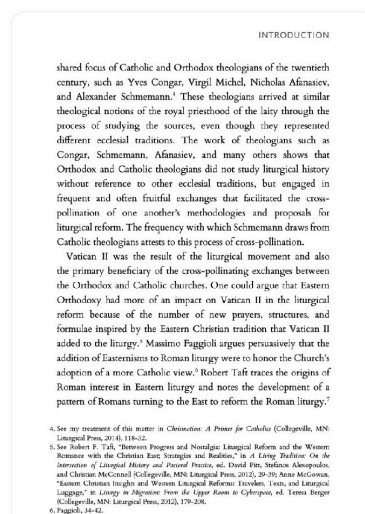 INTRODUCTION
shared focus of Catholic and Orthodox theologians of the twentieth
century, such as Yves Congar, Virgil Michel, Nicholas Afanasiev,
and Alexander Schmemann.⁴ These theologians arrived at similar
theological notions of the royal priesthood of the laity through the
process of studying the sources, even though they represented
different ecclesial traditions. The work of theologians such as
Congar, Schmemann, Afanasiev, and many others shows that
Orthodox and Catholic theologians did not study liturgical history
without reference to other ecclesial traditions, but engaged in
frequent and often fruitful exchanges that facilitated the cross-
pollination of one another's methodologies and proposals for
liturgical reform. The frequency with which Schmemann draws from
Catholic theologians attests to this process of cross-pollination.
Vatican II was the result of the liturgical movement and also
the primary beneficiary of the cross-pollinating exchanges between
the Orthodox and Catholic churches. One could argue that Eastern
Orthodoxy had more of an impact on Vatican II in the liturgical
reform because of the number of new prayers, structures, and
formulae inspired by the Eastern Christian tradition that Vatican II
added to the liturgy.⁵ Massimo Faggioli argues persuasively that the
addition of Easternisms to Roman liturgy were to honor the Church's
adoption of a more Catholic view.⁶ Robert Taft traces the origins of
Roman interest in Eastern liturgy and notes the development of a
pattern of Romans turning to the East to reform the Roman liturgy.⁷
4. See my treatment of this matter in Chrismation: A Primer for Catholics (Collegeville, MN:
Liturgical Press, 2014), 118–32.
5. See Robert F. Taft, "Between Progress and Nostalgia: Liturgical Reform and the Western
Romance with the Christian East; Strategies and Realities," in A Living Tradition: On the
Intersection of Liturgical History and Pastoral Practice, ed. David Pitt, Stefanos Alexopoulos,
and Christian McConnell (Collegeville, MN: Liturgical Press, 2012), 29–39; Anne McGowan,
"Eastern Christian Insights and Western Liturgical Reforms: Travelers, Texts, and Liturgical
Luggage," in Liturgy in Migration: From the Upper Room to Cyberspace, ed. Teresa Berger
(Collegeville, MN: Liturgical Press, 2012), 179–208.
6. Faggioli, 34–42.